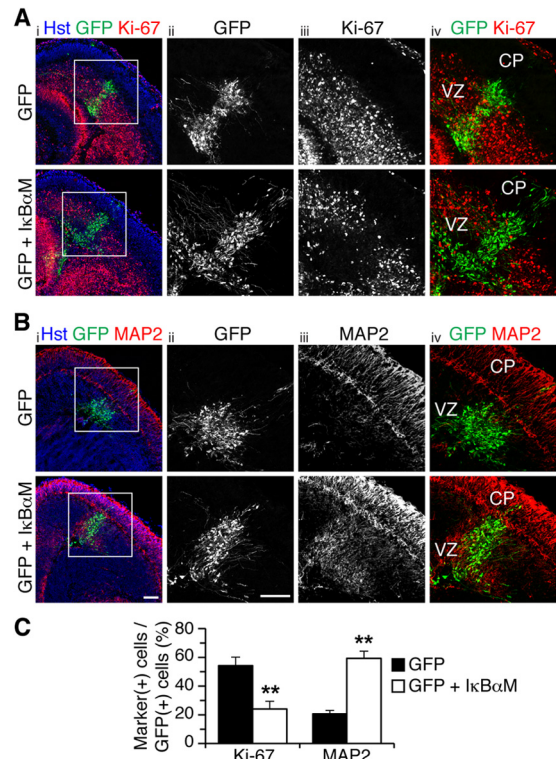 A
i Hst GFP Ki-67 ii GFP iii Ki-67 iv GFP Ki-67
GFP
CP
VZ
GFP + IκBαM
CP
VZ
B
i Hst GFP MAP2 ii GFP iii MAP2 iv GFP MAP2
GFP
CP
VZ
GFP + IκBαM
CP
VZ
C
Marker(+) cells /
GFP(+) cells (%)
80
60
40
20
0
**
**
GFP
GFP + IκBαM
Ki-67 MAP2